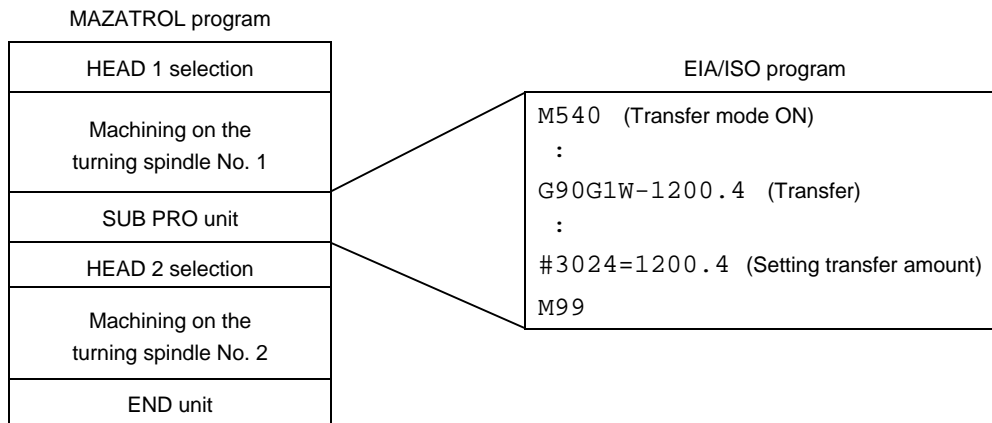 MAZATROL program
HEAD 1 selection
Machining on the
turning spindle No. 1
SUB PRO unit
HEAD 2 selection
Machining on the
turning spindle No. 2
END unit
EIA/ISO program
M540 (Transfer mode ON)
:
G90G1W-1200.4 (Transfer)
:
#3024=1200.4 (Setting transfer amount)
M99